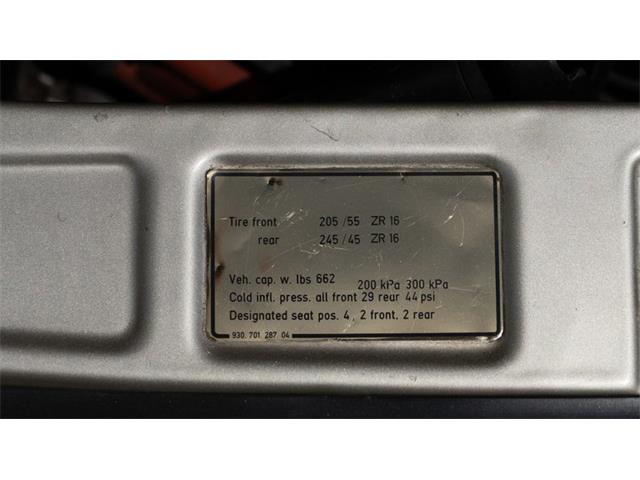 Tire front 205/55 ZR 16
rear 245/45 ZR 16
Veh. cap. w. lbs 662 200 kPa 300 kPa
Cold infl. press. all front 29 rear 44 psi
Designated seat pos. 4, 2 front, 2 rear
930. 701. 287. 04